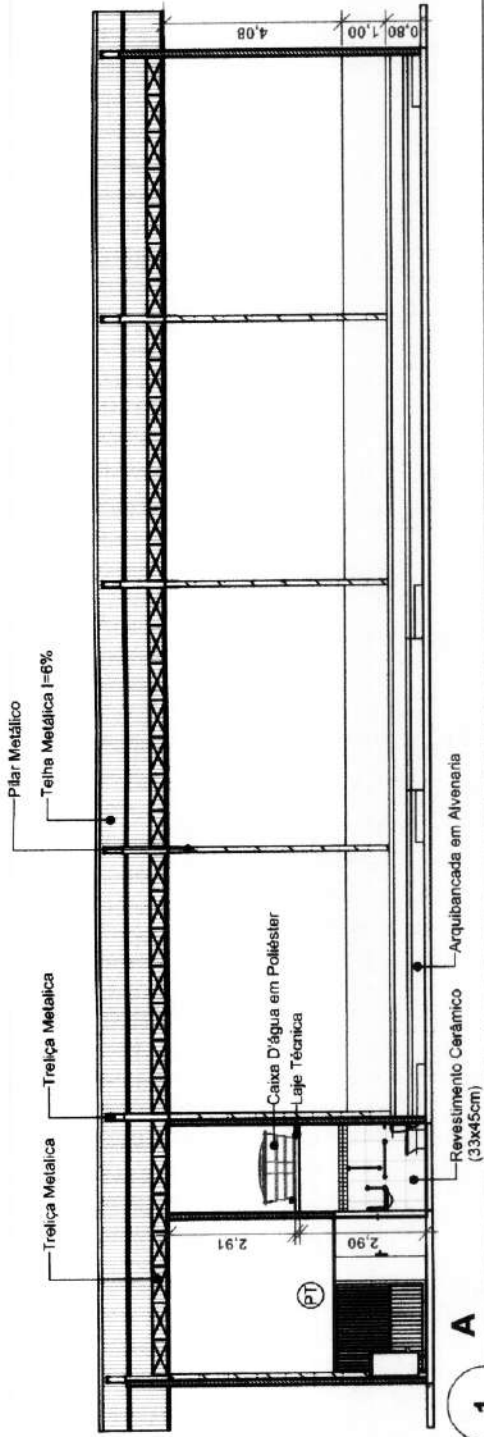 Pilar Metálico
Telha Metálica I=6%
Treliça Metalica
Treliça Metalica
Caixa D'água em Poliéster
Laje Técnica
Arquibancada em Alvenaria
Revestimento Cerâmico
(33x45cm)
4,08
1,00
0,80
2,91
2,90
PT
A
1